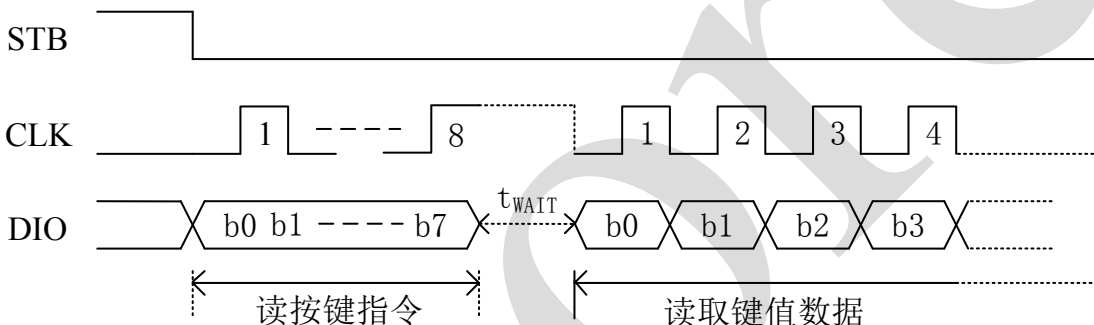 STB
CLK 1 8 1 2 3 4
tWAIT
DIO b0 b1 b7 b0 b1 b2 b3
读按键指令 读取键值数据